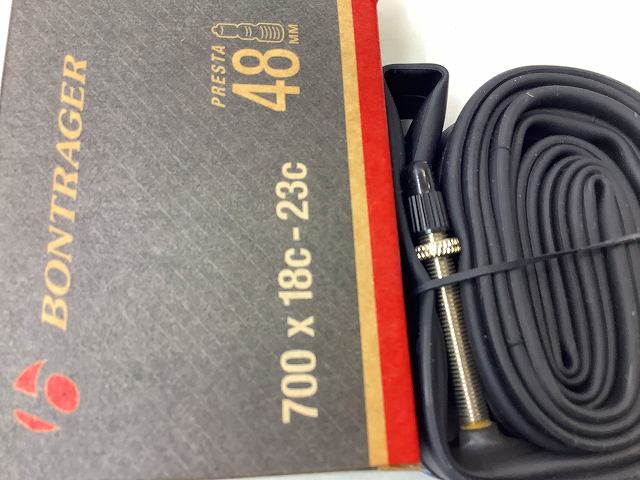 BONTRAGER
PRESTA
48 MM
700 x 18c - 23c